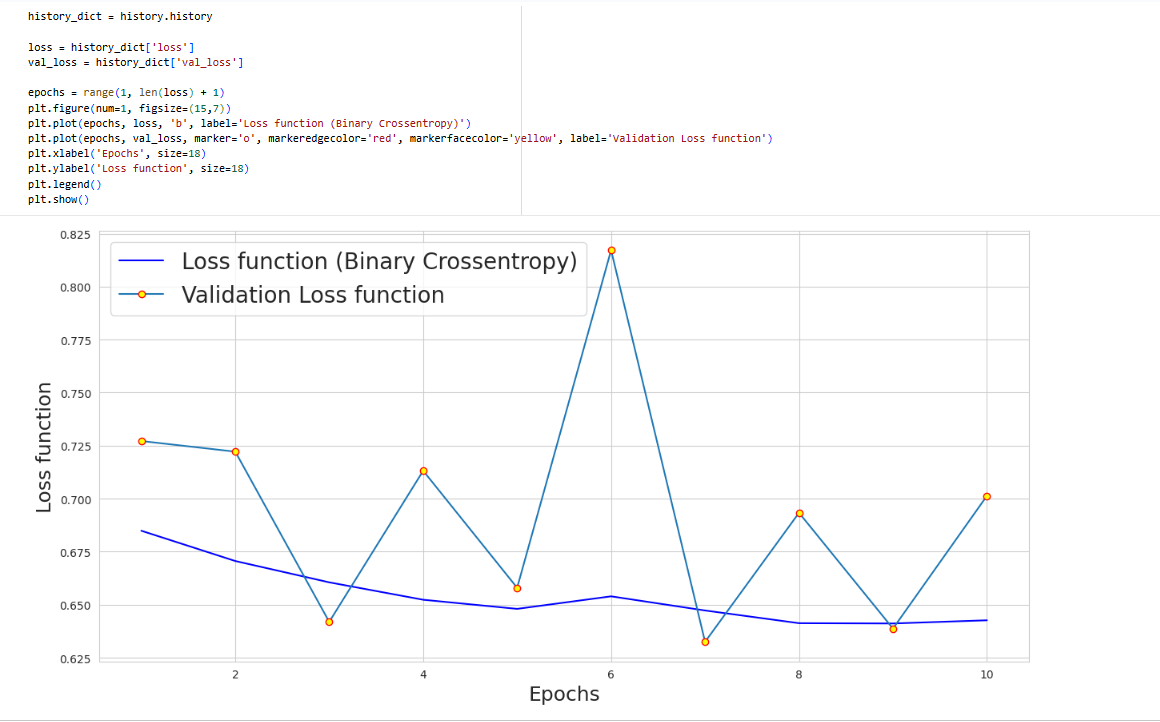 history_dict = history.history
loss = history_dict['loss']
val_loss = history_dict['val_loss']
epochs = range(1, len(loss) + 1)
plt.figure(num=1, figsize=(15,7))
plt.plot(epochs, loss, 'b', label='Loss function (Binary Crossentropy)')
plt.plot(epochs, val_loss, marker='o', markeredgecolor='red', markerfacecolor='yellow', label='Validation Loss function')
plt.xlabel('Epochs', size=18)
plt.ylabel('Loss function', size=18)
plt.legend()
plt.show()
0.825
0.800
0.775
0.750
0.725
0.700
0.675
0.650
0.625
Loss function
Loss function (Binary Crossentropy)
Validation Loss function
2 4 6 8 10
Epochs